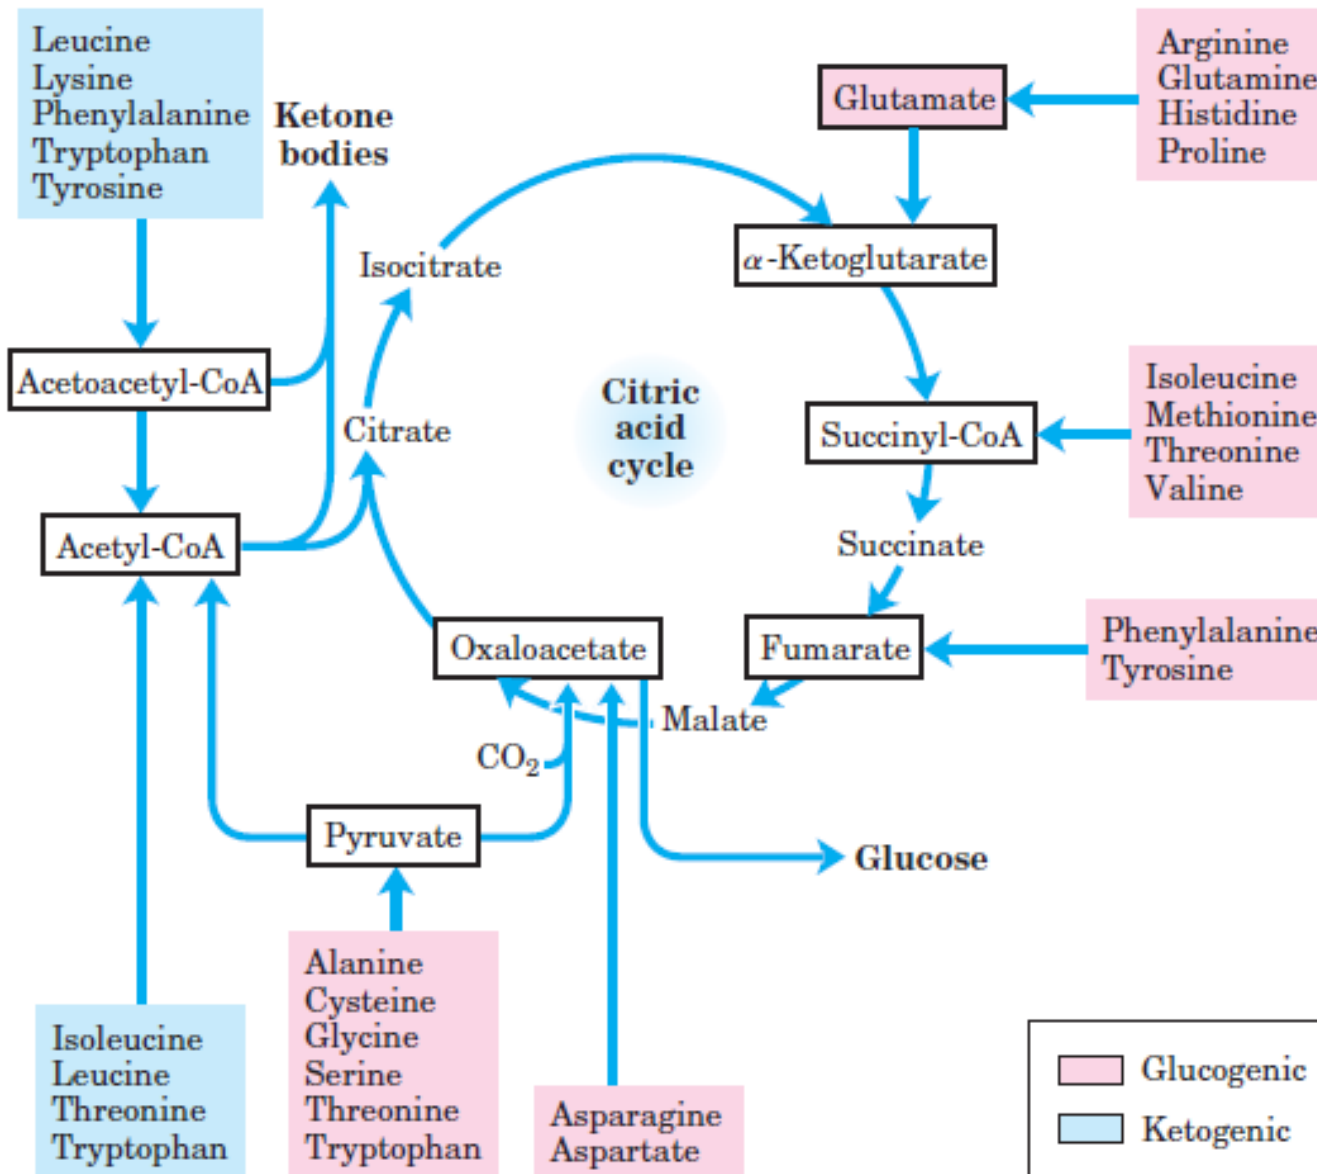 Leucine
Lysine
Phenylalanine
Tryptophan
Tyrosine
Ketone
bodies
Glutamate
Arginine
Glutamine
Histidine
Proline
Isocitrate
α-Ketoglutarate
Acetoacetyl-CoA
Citrate
Citric
acid
cycle
Succinyl-CoA
Isoleucine
Methionine
Threonine
Valine
Acetyl-CoA
Succinate
Oxaloacetate
Fumarate
Phenylalanine
Tyrosine
Malate
CO₂
Pyruvate
Glucose
Isoleucine
Leucine
Threonine
Tryptophan
Alanine
Cysteine
Glycine
Serine
Threonine
Tryptophan
Asparagine
Aspartate
Glucogenic
Ketogenic